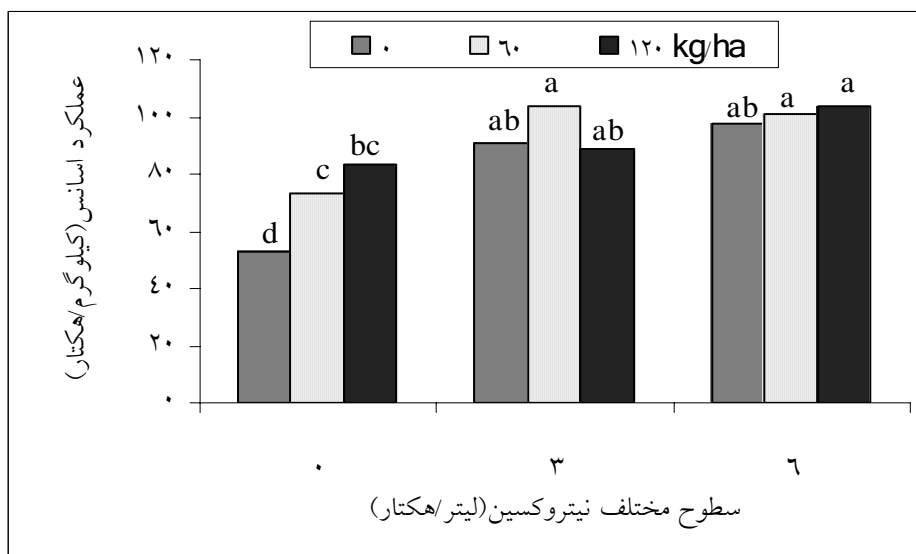 ۰ ۶۰ ۱۲۰ kg/ha
عملکرد اسانس(کیلوگرم/هکتار)
۱۲۰
۱۰۰
۸۰
۶۰
۴۰
۲۰
۰
d c bc
ab a ab
ab a a
۰ ۳ ۶
سطوح مختلف نیتروکسین(لیتر/هکتار)